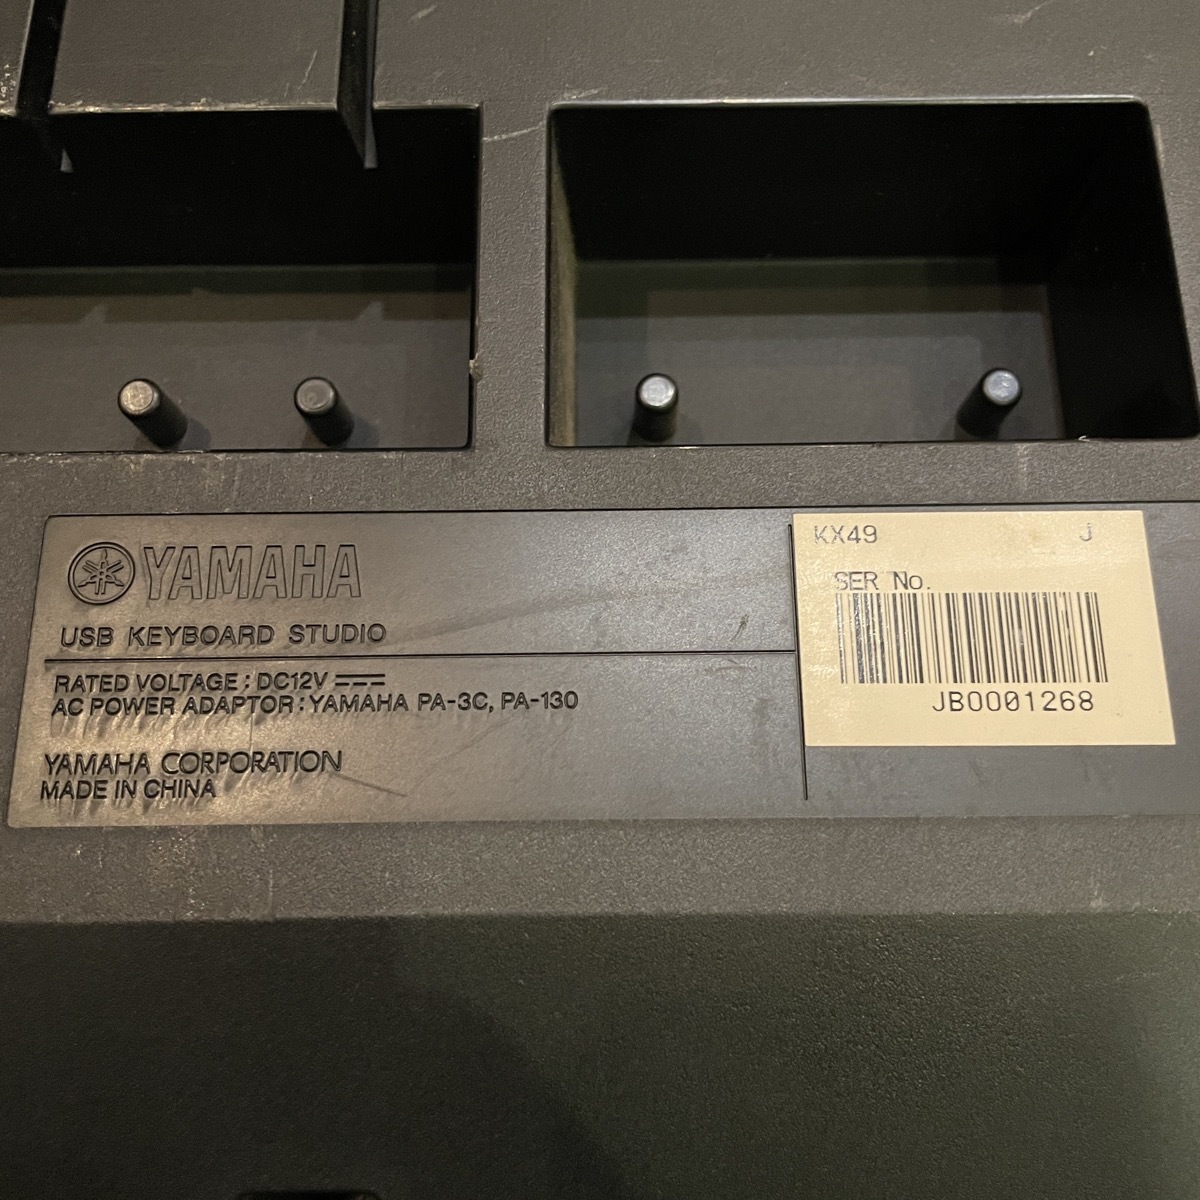 YAMAHA
USB KEYBOARD STUDIO
RATED VOLTAGE : DC12V
AC POWER ADAPTOR : YAMAHA PA-3C, PA-130
YAMAHA CORPORATION
MADE IN CHINA
KX49 J
SER No.
JB0001268